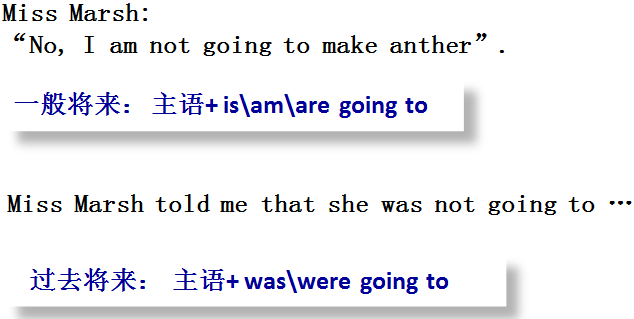 Miss Marsh:
“No, I am not going to make anther”.
一般将来： 主语+ is\am\are going to
Miss Marsh told me that she was not going to …
过去将来： 主语+ was\were going to